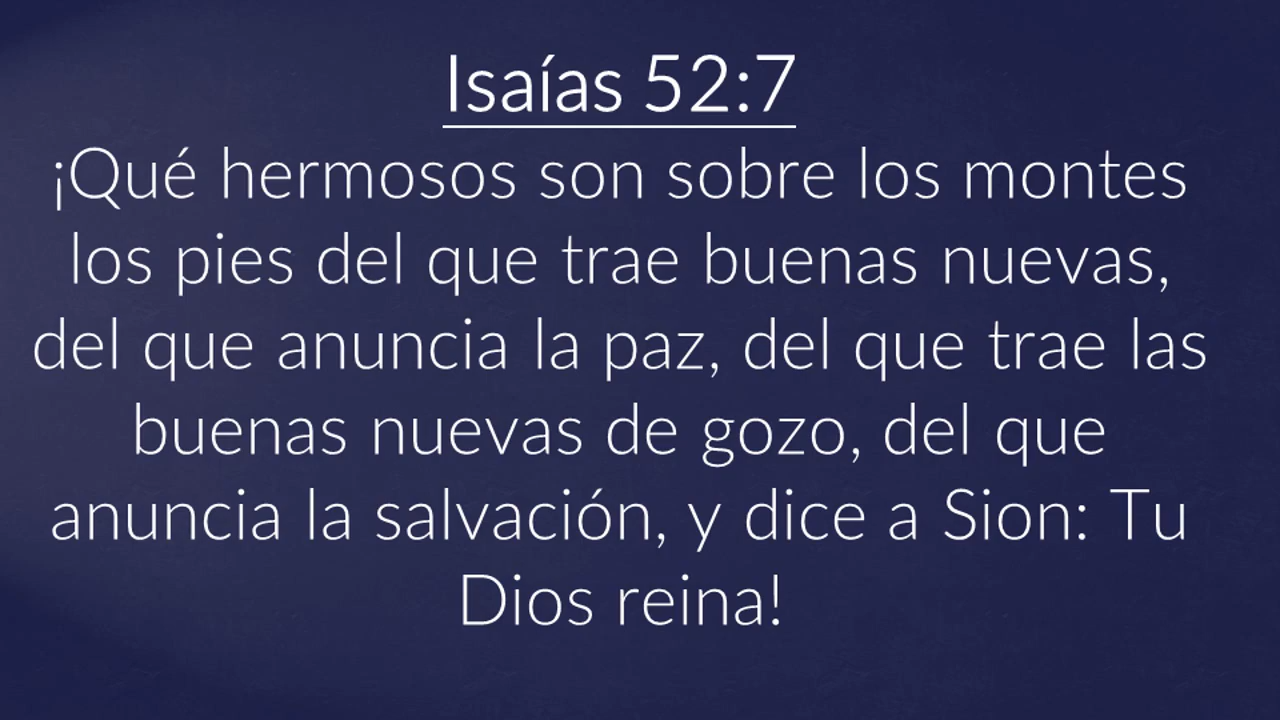 Isaías 52:7
¡Qué hermosos son sobre los montes
los pies del que trae buenas nuevas,
del que anuncia la paz, del que trae las
buenas nuevas de gozo, del que
anuncia la salvación, y dice a Sion: Tu
Dios reina!